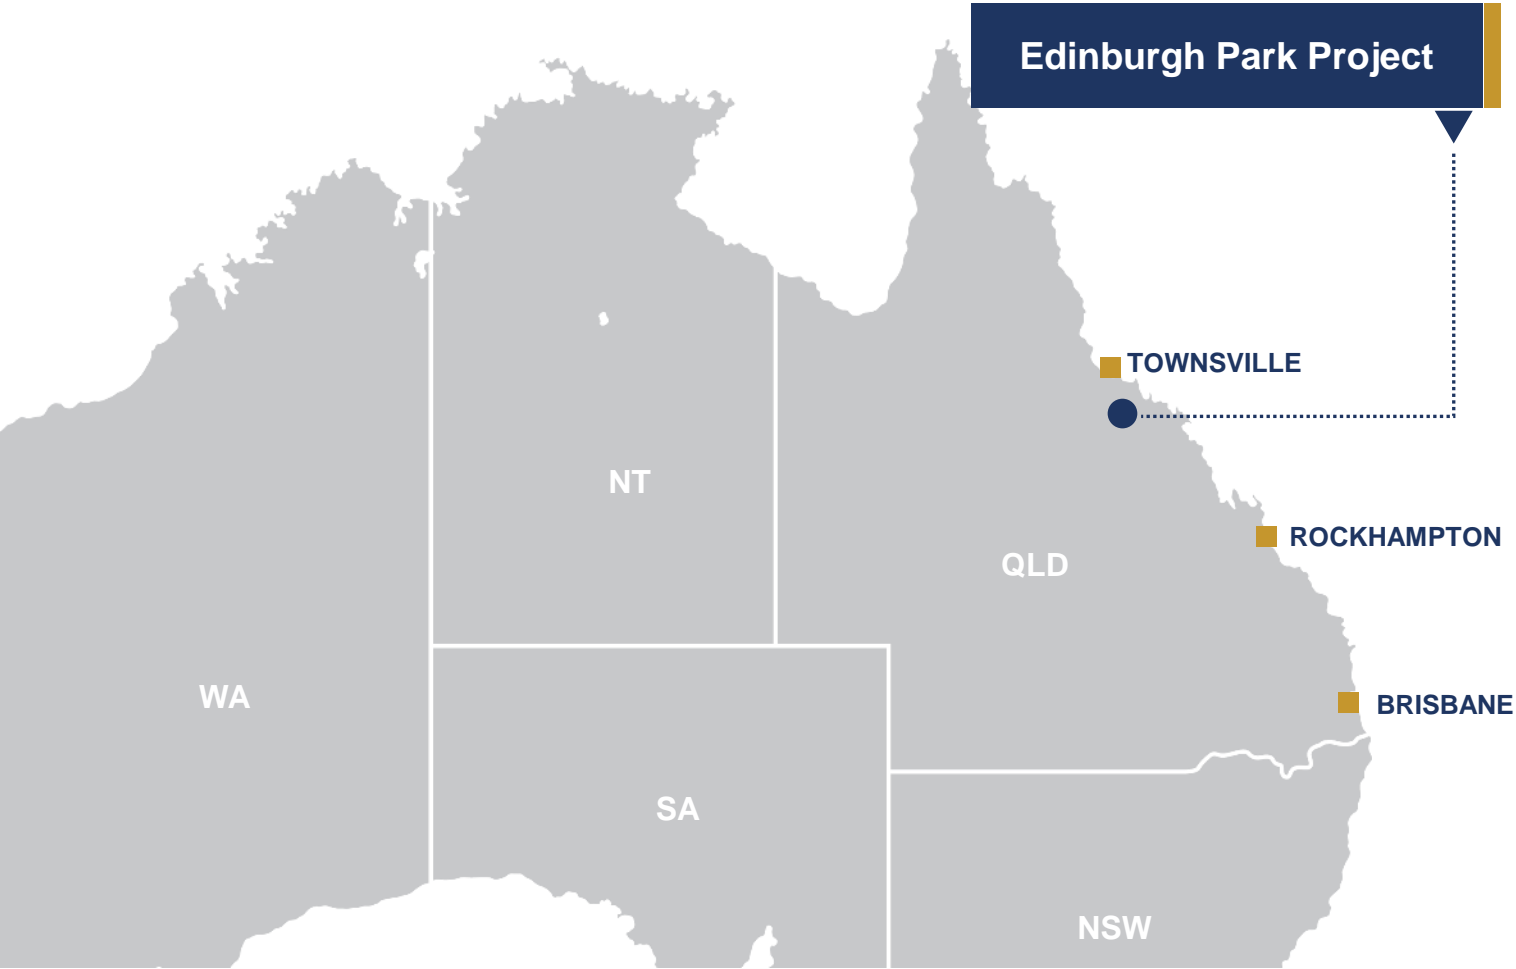 Edinburgh Park Project
TOWNSVILLE
NT
ROCKHAMPTON
QLD
WA
BRISBANE
SA
NSW